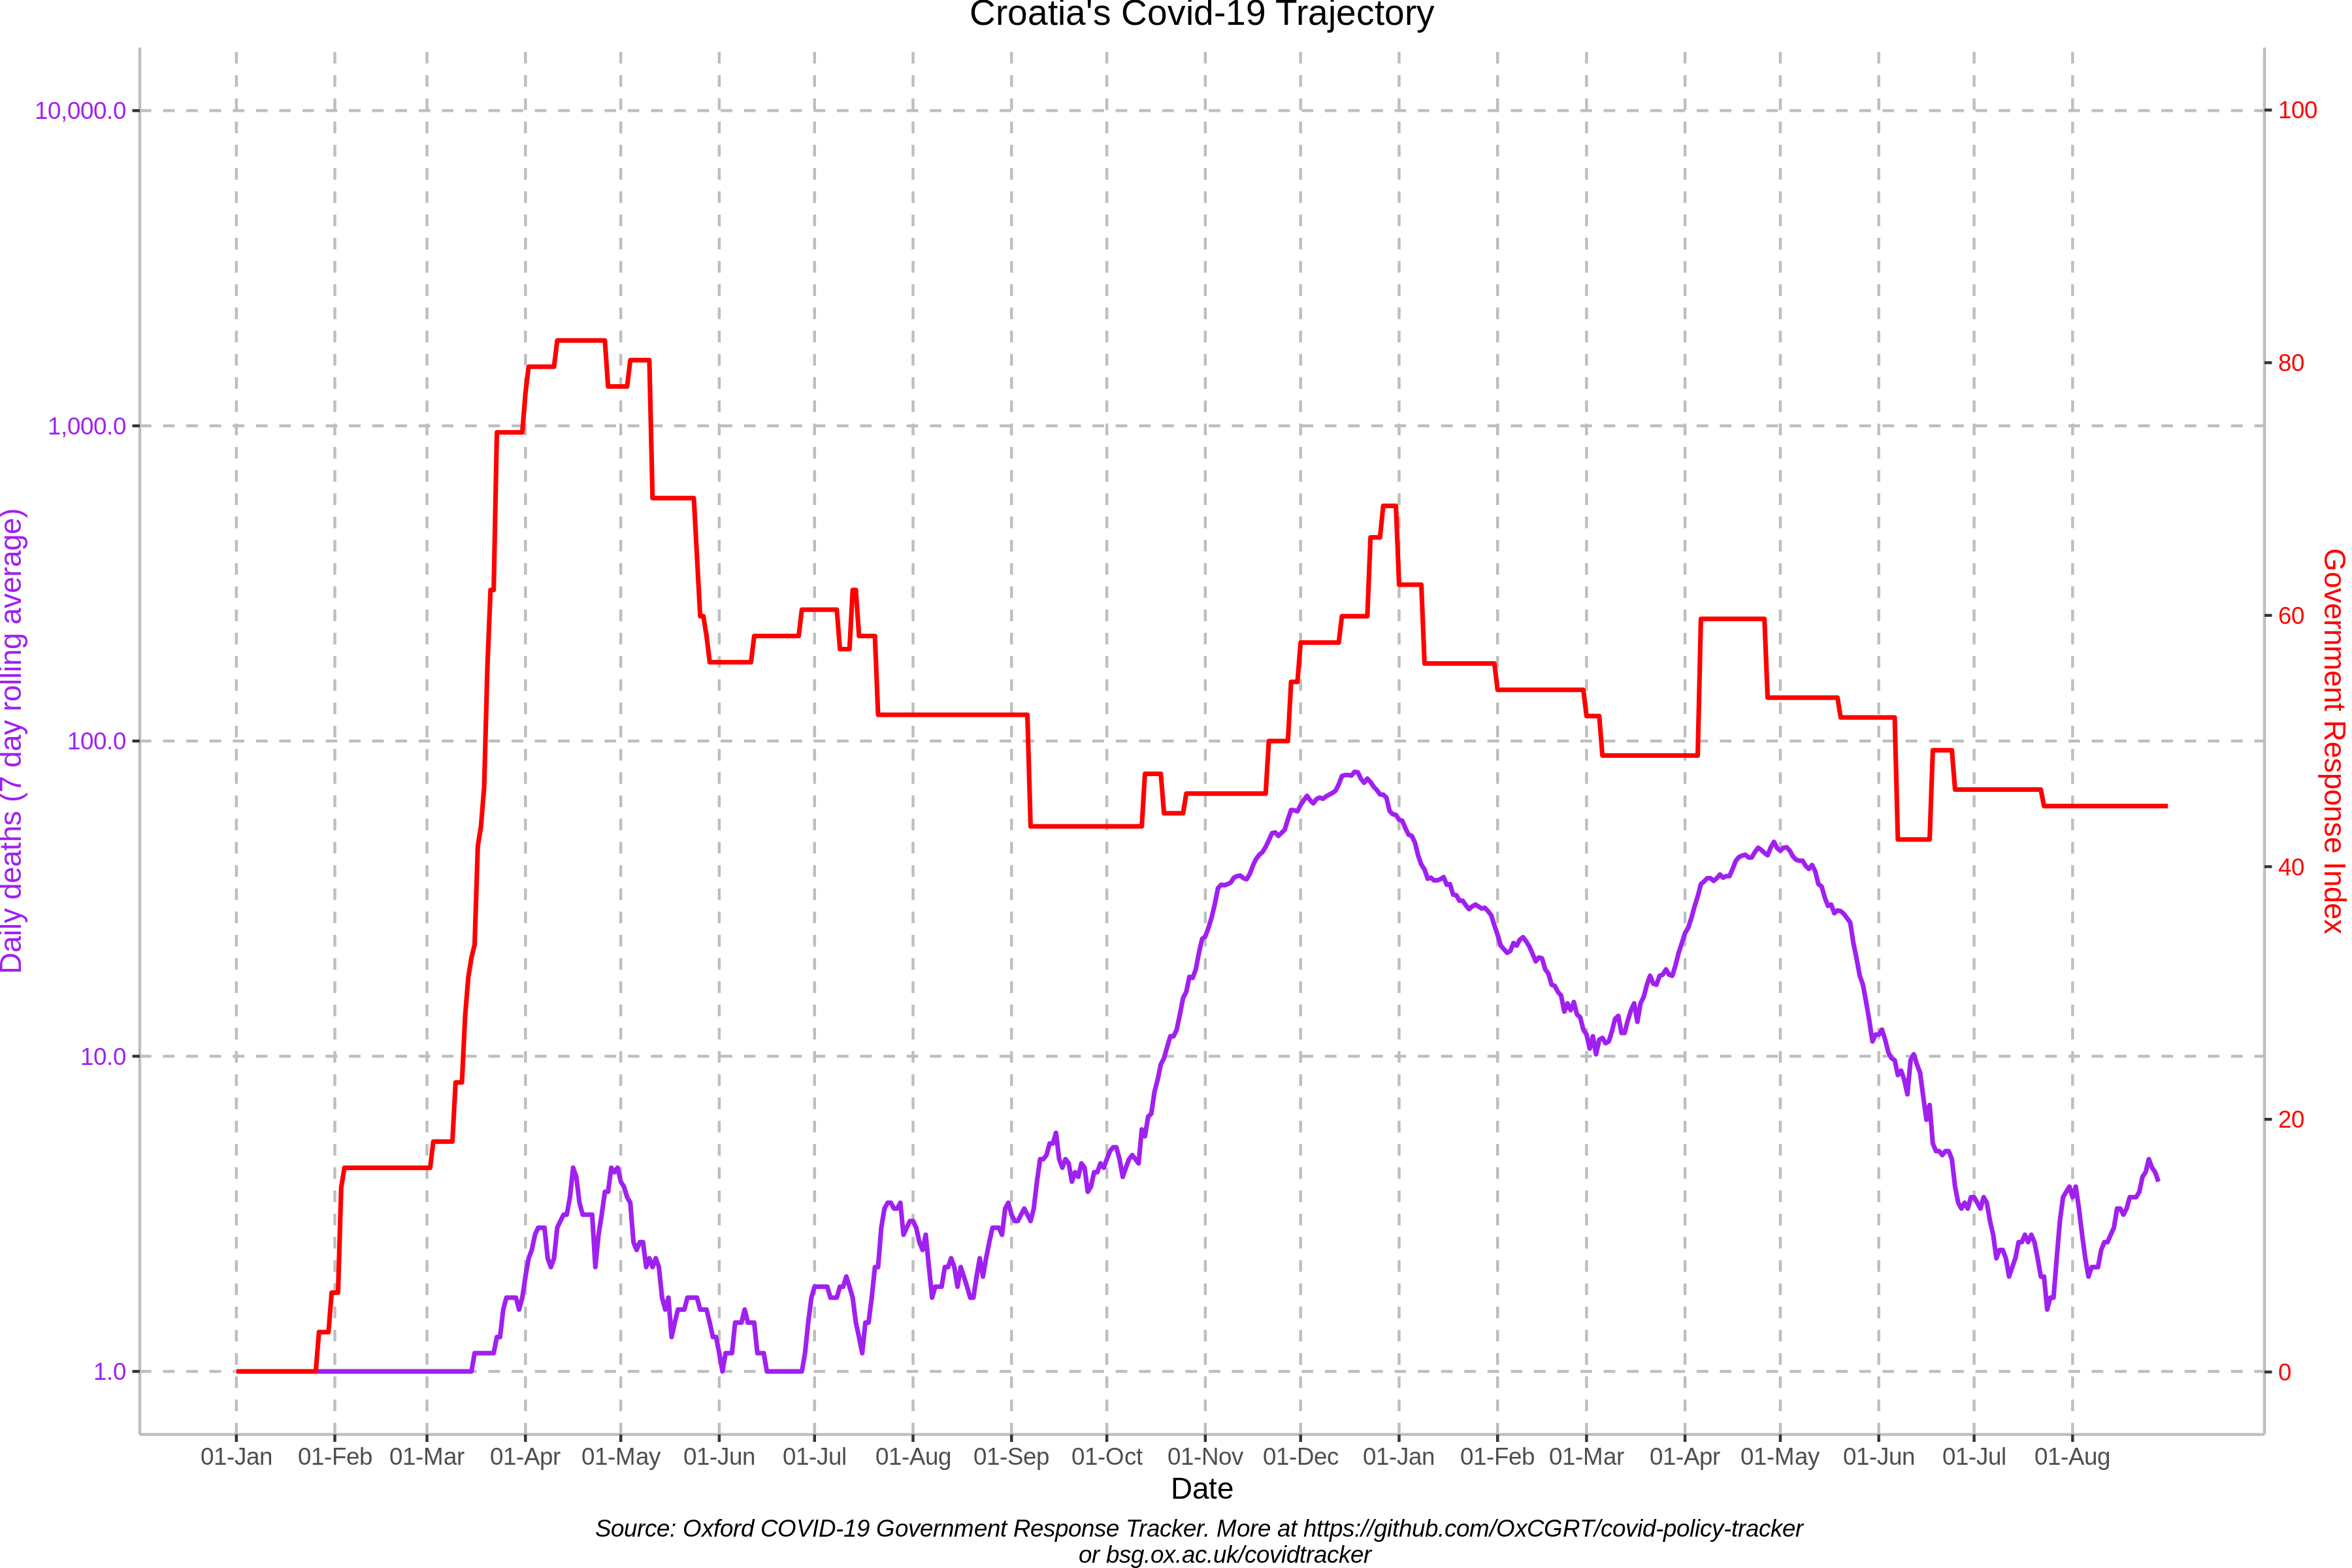 Croatia's Covid-19 Trajectory
10,000.0
1,000.0
100.0
10.0
1.0
Daily deaths (7 day rolling average)
100
80
60
40
20
0
Government Response Index
01-Jan 01-Feb 01-Mar 01-Apr 01-May 01-Jun 01-Jul 01-Aug 01-Sep 01-Oct 01-Nov 01-Dec 01-Jan 01-Feb 01-Mar 01-Apr 01-May 01-Jun 01-Jul 01-Aug
Date
Source: Oxford COVID-19 Government Response Tracker. More at https://github.com/OxCGRT/covid-policy-tracker
or bsg.ox.ac.uk/covidtracker